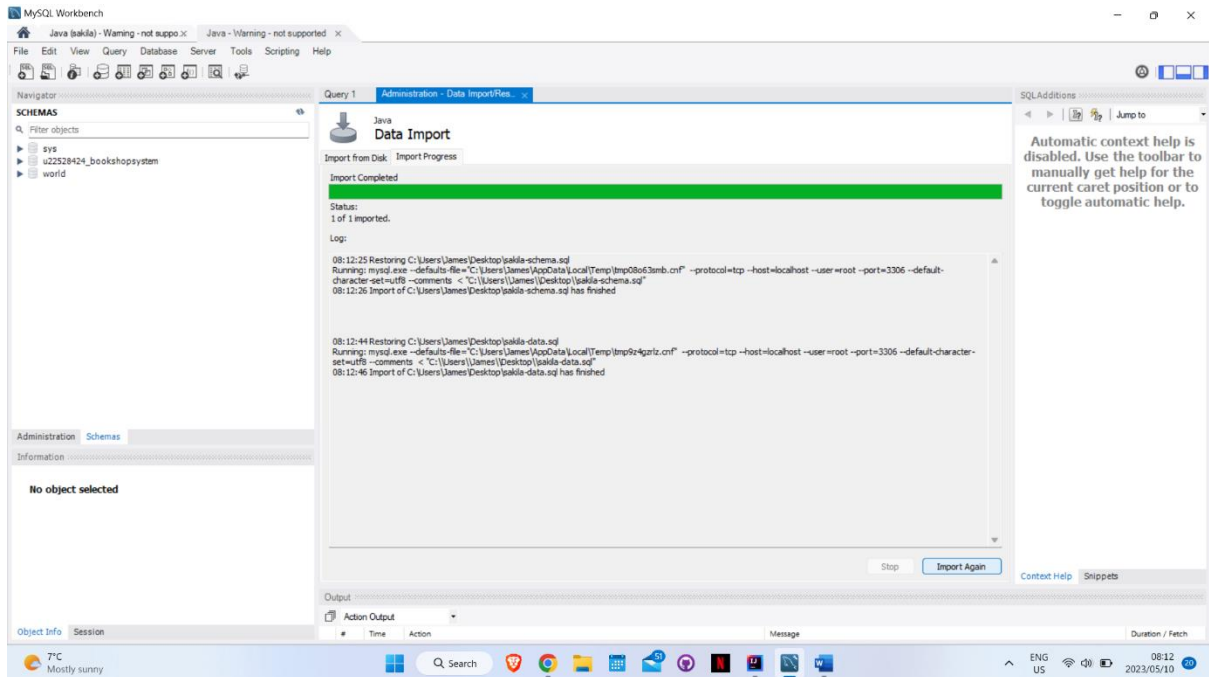 MySQL Workbench
Java (sakila) - Warning - not suppo x Java - Warning - not supported x
File Edit View Query Database Server Tools Scripting Help
Navigator
SCHEMAS
Filter objects
sys
u22528424_bookshopsystem
world
Administration Schemas
Information
No object selected
Object Info Session
Query 1 Administration - Data Import/Res... x
Java
Data Import
Import from Disk Import Progress
Import Completed
Status:
1 of 1 imported.
Log:
08:12:25 Restoring C:\Users\James\Desktop\sakila-schema.sql
Running: mysql.exe --defaults-file="C:\Users\James\AppData\Local\Temp\tmp08o63smb.cnf" --protocol=tcp --host=localhost --user=root --port=3306 --default-
character-set=utf8 --comments < "C:\\Users\\James\\Desktop\\sakila-schema.sql"
08:12:26 Import of C:\Users\James\Desktop\sakila-schema.sql has finished
08:12:44 Restoring C:\Users\James\Desktop\sakila-data.sql
Running: mysql.exe --defaults-file="C:\Users\James\AppData\Local\Temp\tmp9z4gzrlz.cnf" --protocol=tcp --host=localhost --user=root --port=3306 --default-character-
set=utf8 --comments < "C:\\Users\\James\\Desktop\\sakila-data.sql"
08:12:46 Import of C:\Users\James\Desktop\sakila-data.sql has finished
Stop Import Again
Output
Action Output
# Time Action Message Duration / Fetch
SQLAdditions
Jump to
Automatic context help is
disabled. Use the toolbar to
manually get help for the
current caret position or to
toggle automatic help.
Context Help Snippets
7°C
Mostly sunny
Search
51
ENG
US
08:12
2023/05/10
20